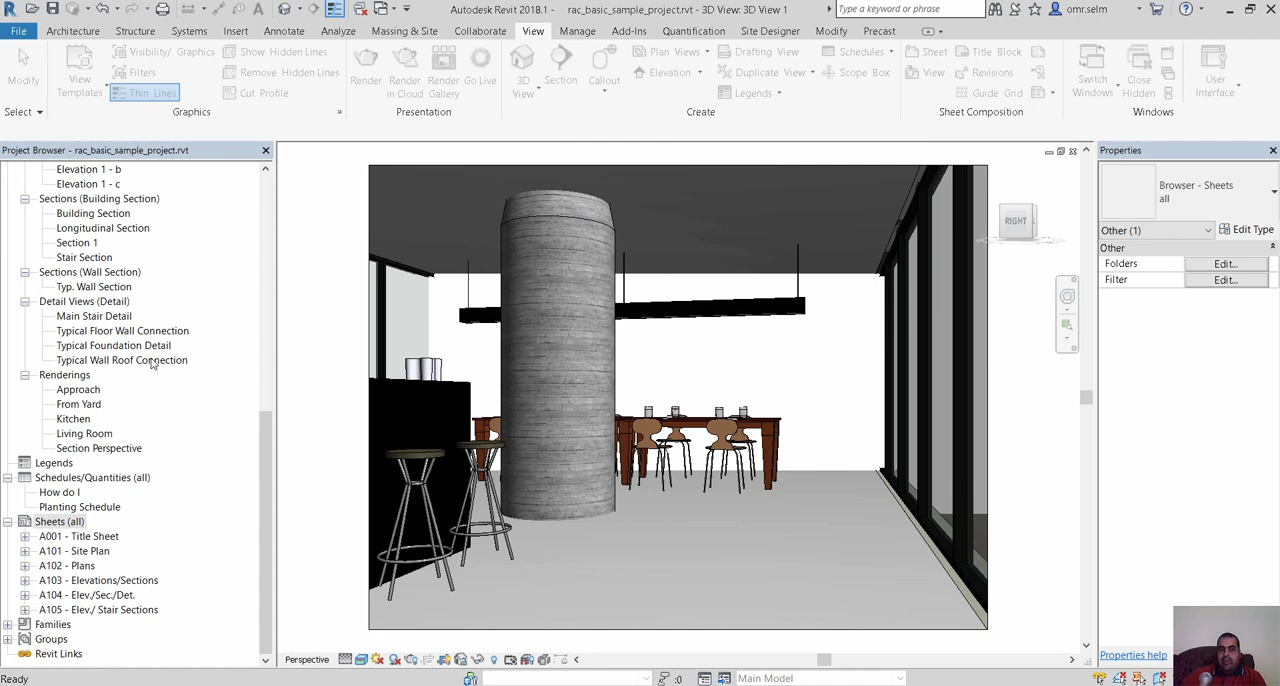 Autodesk Revit 2018.1 - rac_basic_sample_project.rvt - 3D View: 3D View 1
Type a keyword or phrase
omr.selm
File Architecture Structure Systems Insert Annotate Analyze Massing & Site Collaborate View Manage Add-Ins Quantification Site Designer Modify Precast
Modify
View Templates
Visibility/ Graphics
Filters
Thin Lines
Show Hidden Lines
Remove Hidden Lines
Cut Profile
Render
Render in Cloud
Render Gallery
Go Live
3D View
Section
Callout
Plan Views
Elevation
Drafting View
Duplicate View
Legends
Schedules
Scope Box
Sheet
View
Title Block
Revisions
Guide Grid
Switch Windows
Close Hidden
User Interface
Select
Graphics
Presentation
Create
Sheet Composition
Windows
Project Browser - rac_basic_sample_project.rvt
Elevation 1 - b
Elevation 1 - c
Sections (Building Section)
Building Section
Longitudinal Section
Section 1
Stair Section
Sections (Wall Section)
Typ. Wall Section
Detail Views (Detail)
Main Stair Detail
Typical Floor Wall Connection
Typical Foundation Detail
Typical Wall Roof Connection
Renderings
Approach
From Yard
Kitchen
Living Room
Section Perspective
Legends
Schedules/Quantities (all)
How do I
Planting Schedule
Sheets (all)
A001 - Title Sheet
A101 - Site Plan
A102 - Plans
A103 - Elevations/Sections
A104 - Elev./Sec./Det.
A105 - Elev./ Stair Sections
Families
Groups
Revit Links
RIGHT
Properties
Browser - Sheets
all
Other (1)
Edit Type
Other
Folders
Edit...
Filter
Edit...
Properties help
Perspective
Ready
:0
Main Model